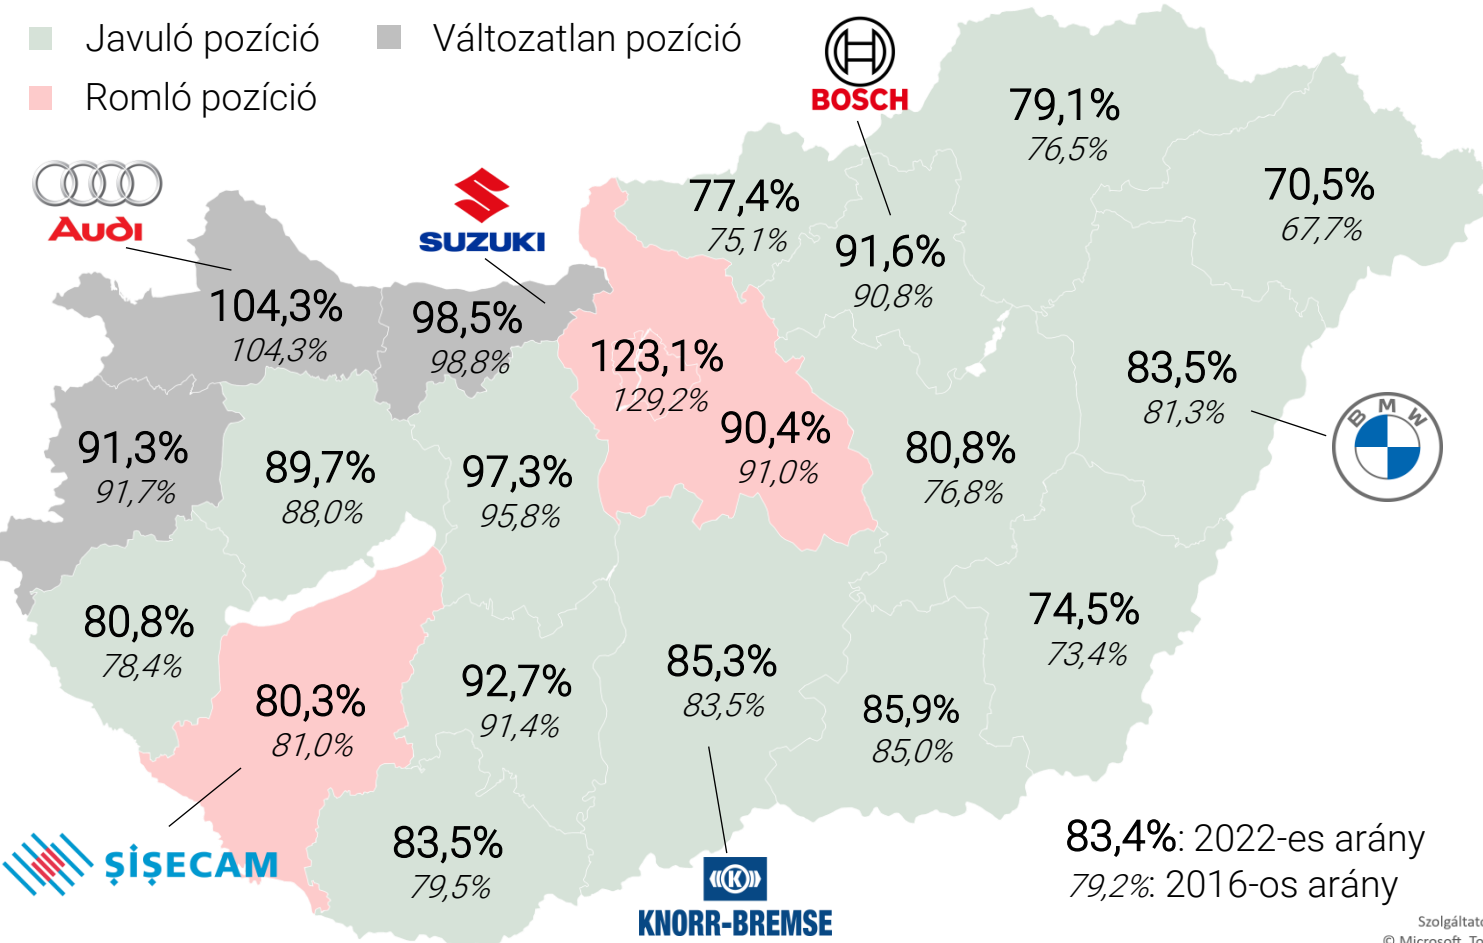 Javuló pozíció
Változatlan pozíció
Romló pozíció
BOSCH
79,1%
76,5%
Audi
SUZUKI
77,4%
75,1%
70,5%
67,7%
91,6%
90,8%
104,3%
104,3%
98,5%
98,8%
123,1%
129,2%
83,5%
81,3%
BMW
91,3%
91,7%
89,7%
88,0%
97,3%
95,8%
90,4%
91,0%
80,8%
76,8%
80,8%
78,4%
74,5%
73,4%
80,3%
81,0%
92,7%
91,4%
85,3%
83,5%
85,9%
85,0%
ŞİŞECAM
83,5%
79,5%
K
KNORR-BREMSE
83,4%: 2022-es arány
79,2%: 2016-os arány
Szolgáltató
© Microsoft, To